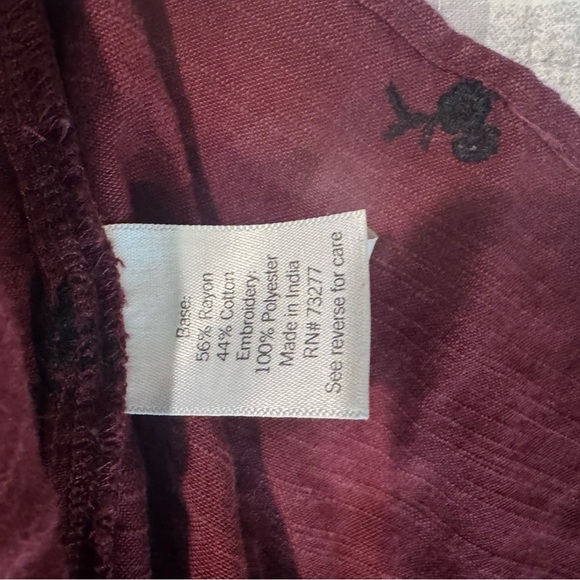 Base:
56% Rayon
44% Cotton
Embroidery:
100% Polyester
Made in India
RN# 73277
See reverse for care